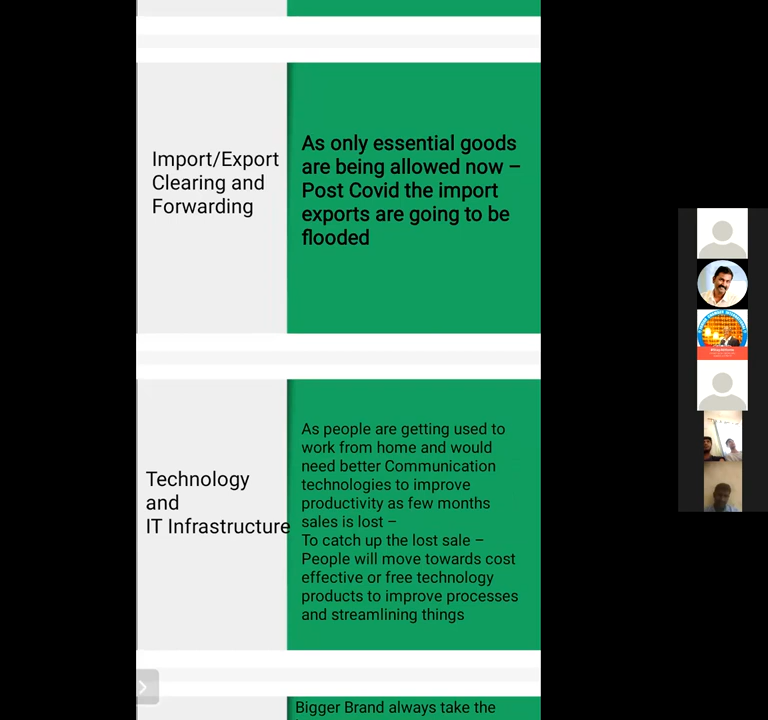 Import/Export
Clearing and
Forwarding
As only essential goods
are being allowed now –
Post Covid the import
exports are going to be
flooded
Technology
and
IT Infrastructure
As people are getting used to
work from home and would
need better Communication
technologies to improve
productivity as few months
sales is lost –
To catch up the lost sale –
People will move towards cost
effective or free technology
products to improve processes
and streamlining things
Bigger Brand always take the